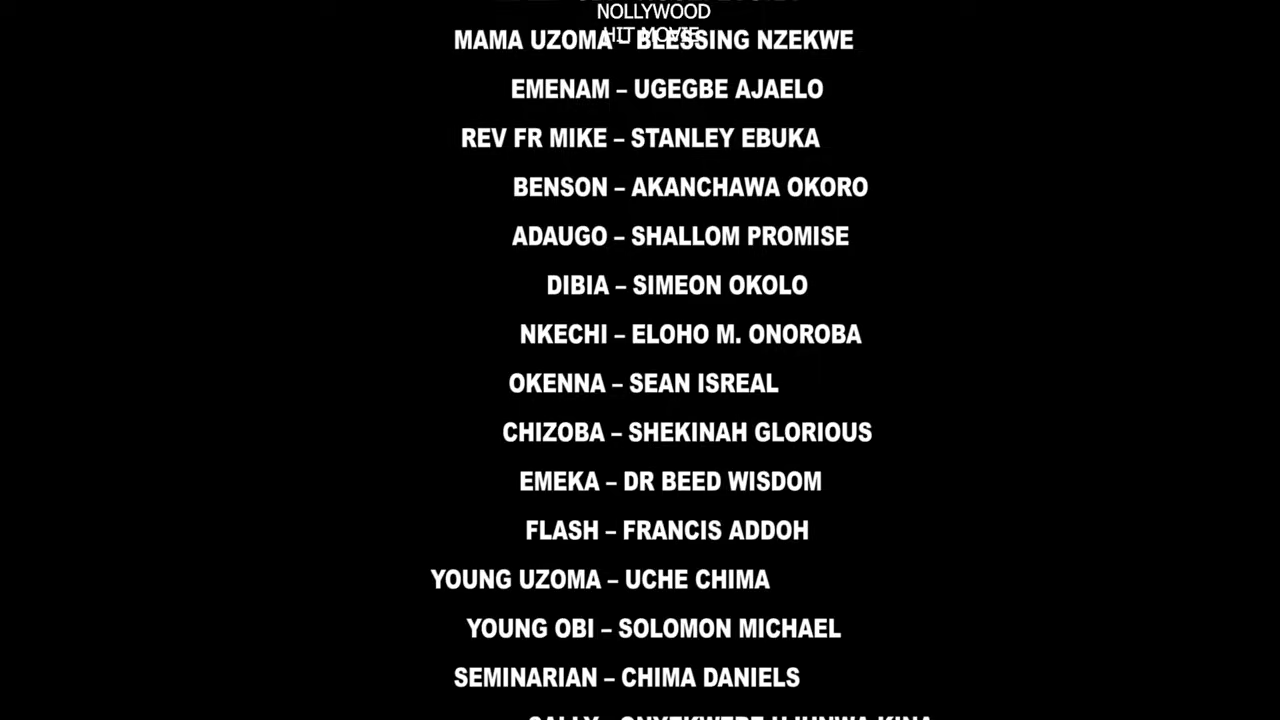 NOLLYWOOD
HIT MOVIE
MAMA UZOMA – BLESSING NZEKWE
EMENAM – UGEGBE AJAELO
REV FR MIKE – STANLEY EBUKA
BENSON – AKANCHAWA OKORO
ADAUGO – SHALLOM PROMISE
DIBIA – SIMEON OKOLO
NKECHI – ELOHO M. ONOROBA
OKENNA – SEAN ISREAL
CHIZOBA – SHEKINAH GLORIOUS
EMEKA – DR BEED WISDOM
FLASH – FRANCIS ADDOH
YOUNG UZOMA – UCHE CHIMA
YOUNG OBI – SOLOMON MICHAEL
SEMINARIAN – CHIMA DANIELS